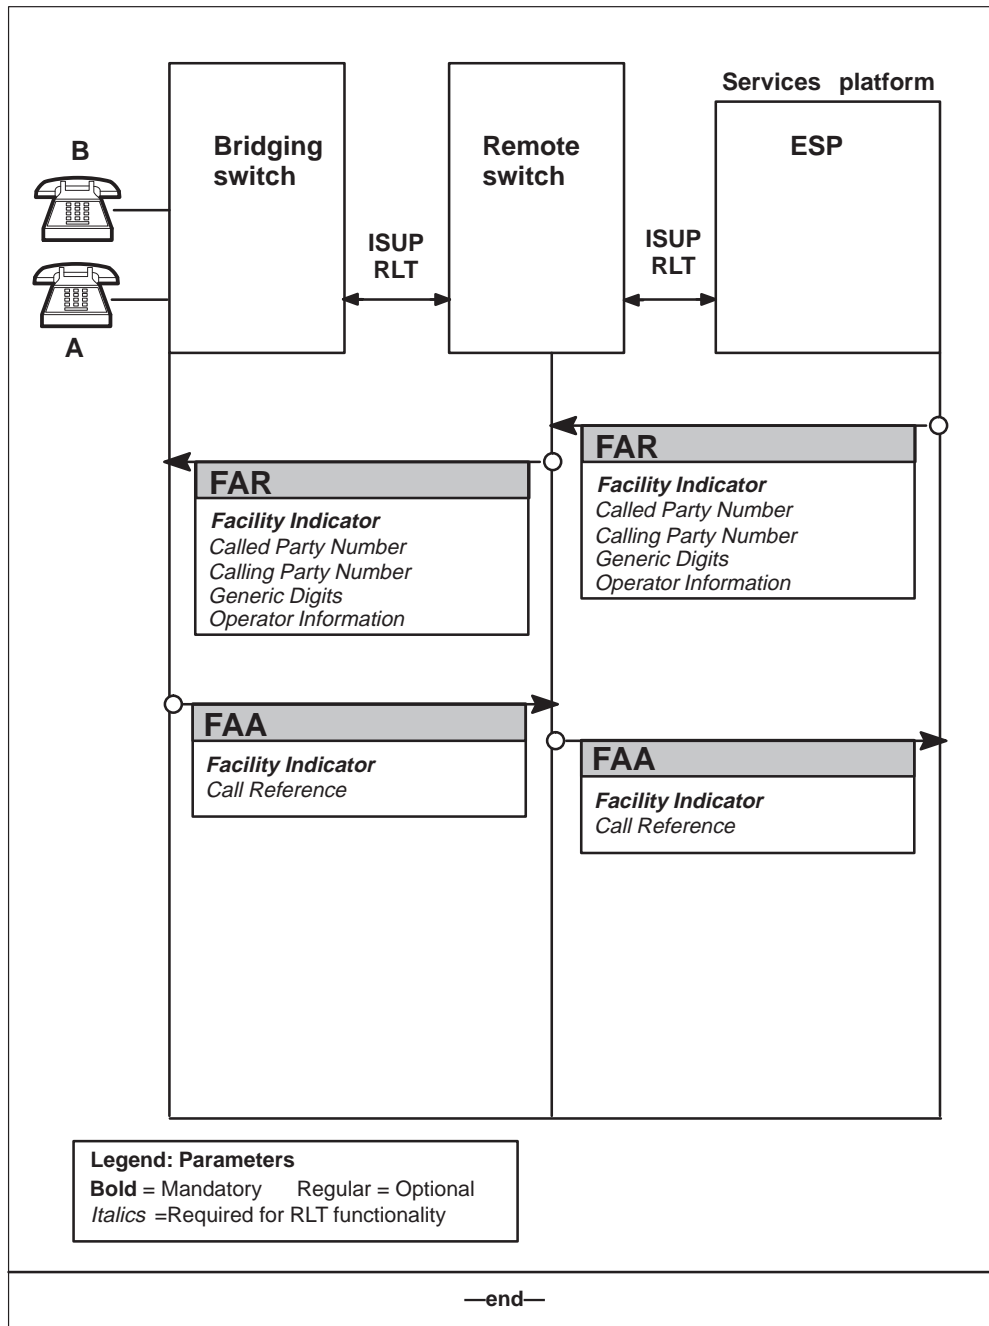 Services platform
B
Bridging
switch
Remote
switch
ESP
ISUP
RLT
ISUP
RLT
A
FAR
Facility Indicator
Called Party Number
Calling Party Number
Generic Digits
Operator Information
FAR
Facility Indicator
Called Party Number
Calling Party Number
Generic Digits
Operator Information
FAA
Facility Indicator
Call Reference
FAA
Facility Indicator
Call Reference
Legend: Parameters
Bold = Mandatory Regular = Optional
Italics =Required for RLT functionality
—end—